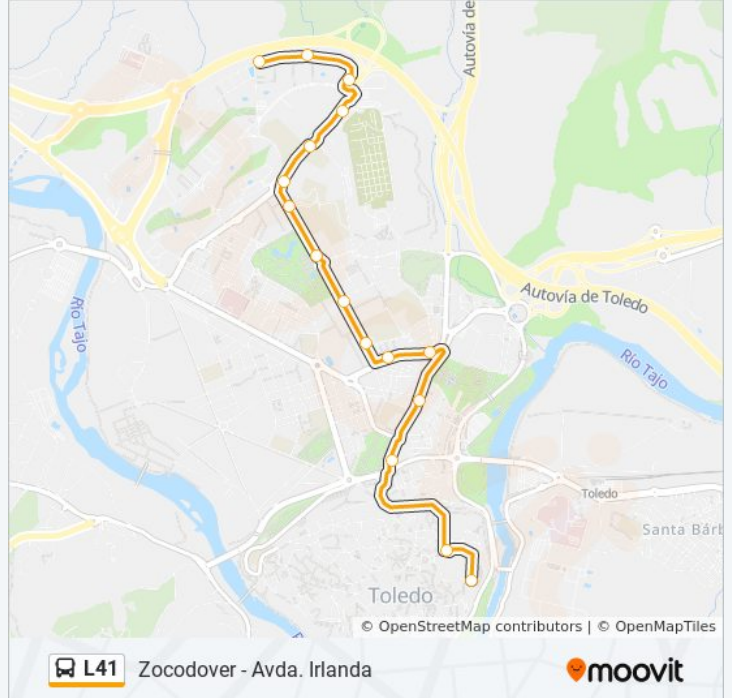 Autovía de
Autovía de Toledo
Río Tajo
Río Tajo
Toledo
Santa Bárb
Toledo
© OpenStreetMap contributors | © OpenMapTiles
L41 Zocodover - Avda. Irlanda
moovit